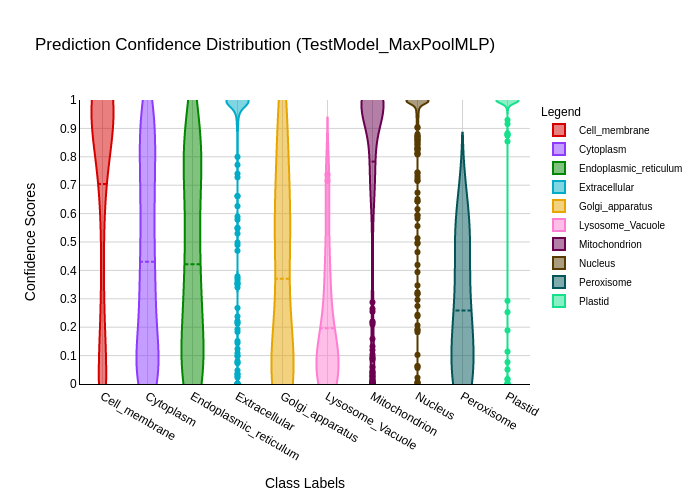 Prediction Confidence Distribution (TestModel_MaxPoolMLP)
Confidence Scores
1
0.9
0.8
0.7
0.6
0.5
0.4
0.3
0.2
0.1
0
Cell_membrane
Cytoplasm
Endoplasmic_reticulum
Extracellular
Golgi_apparatus
Lysosome_Vacuole
Mitochondrion
Nucleus
Peroxisome
Plastid
Class Labels
Legend
Cell_membrane
Cytoplasm
Endoplasmic_reticulum
Extracellular
Golgi_apparatus
Lysosome_Vacuole
Mitochondrion
Nucleus
Peroxisome
Plastid